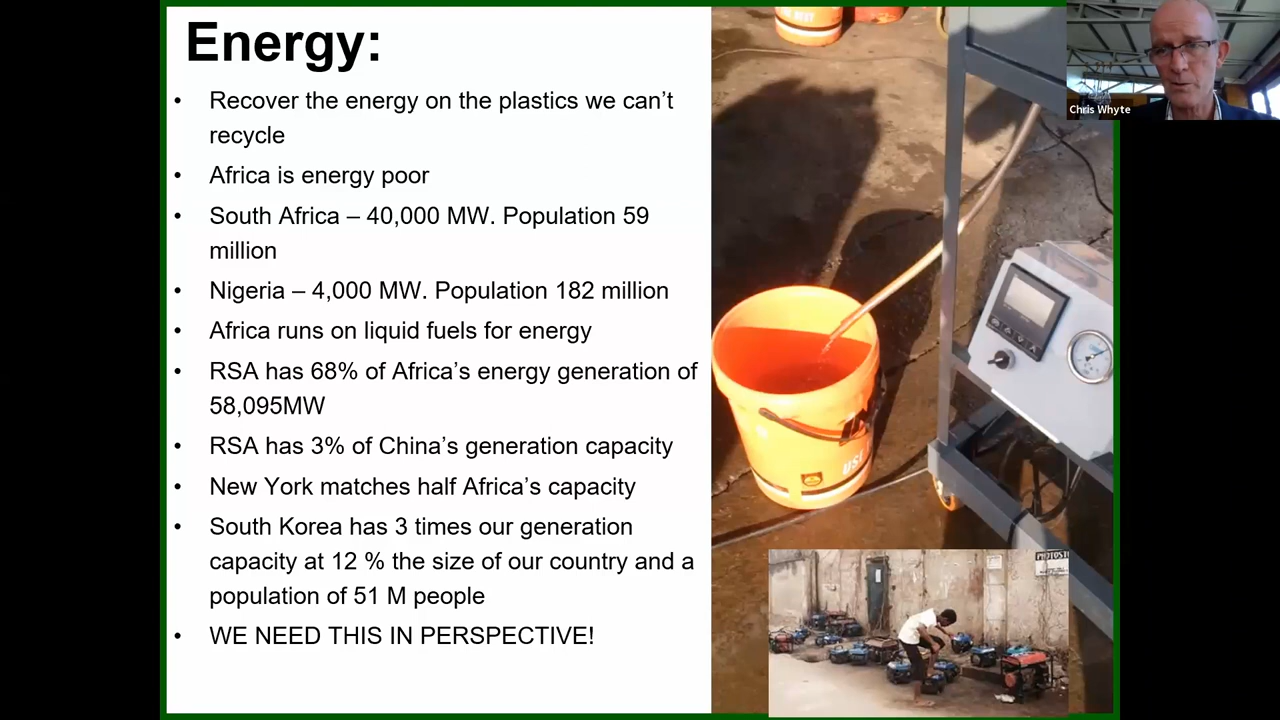 Energy:
• Recover the energy on the plastics we can’t
recycle
• Africa is energy poor
• South Africa – 40,000 MW. Population 59
million
• Nigeria – 4,000 MW. Population 182 million
• Africa runs on liquid fuels for energy
• RSA has 68% of Africa’s energy generation of
58,095MW
• RSA has 3% of China’s generation capacity
• New York matches half Africa’s capacity
• South Korea has 3 times our generation
capacity at 12 % the size of our country and a
population of 51 M people
• WE NEED THIS IN PERSPECTIVE!
Chris Whyte
USE